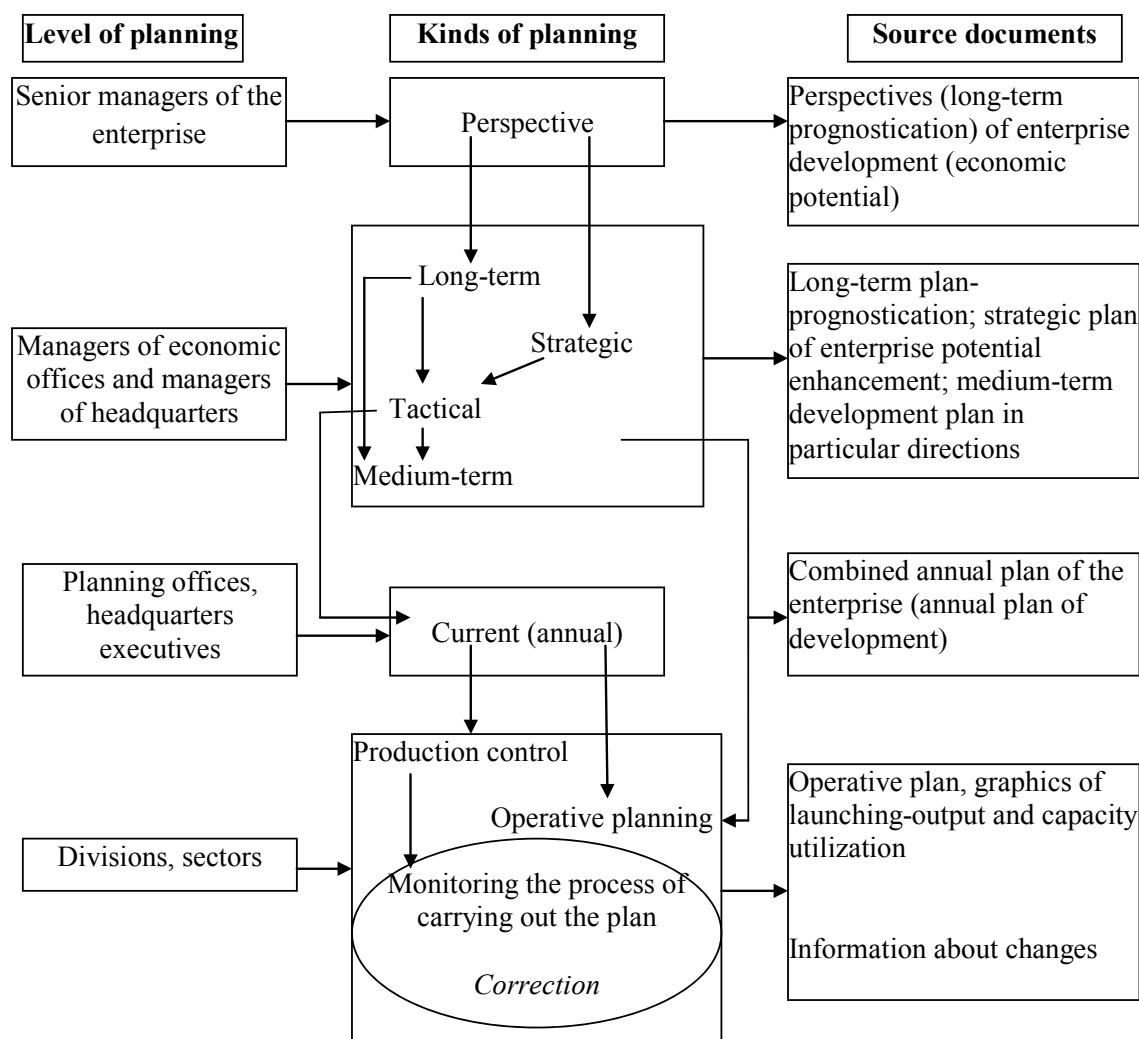 Level of planning
Kinds of planning
Source documents
Senior managers of the
enterprise
Perspective
Perspectives (long-term
prognostication) of enterprise
development (economic
potential)
Managers of economic
offices and managers
of headquarters
Long-term
Strategic
Tactical
Medium-term
Long-term plan-
prognostication; strategic plan
of enterprise potential
enhancement; medium-term
development plan in
particular directions
Planning offices,
headquarters
executives
Current (annual)
Combined annual plan of the
enterprise (annual plan of
development)
Divisions, sectors
Production control
Operative planning
Monitoring the process of
carrying out the plan
Correction
Operative plan, graphics of
launching-output and capacity
utilization
Information about changes